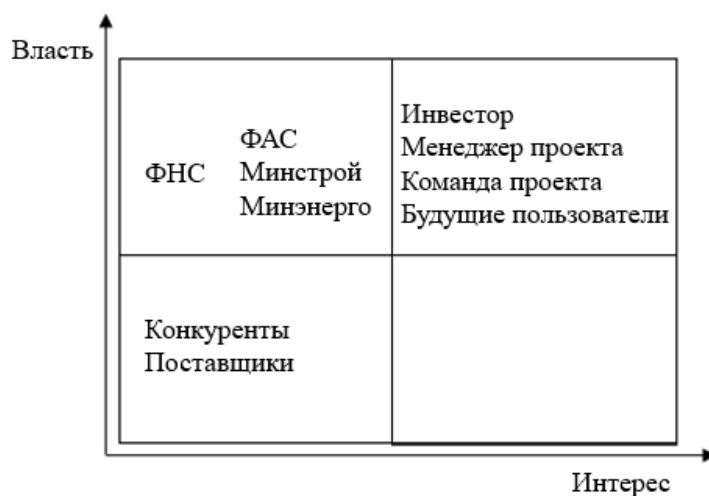 Власть
ФНС
ФАС
Минстрой
Минэнерго
Инвестор
Менеджер проекта
Команда проекта
Будущие пользователи
Конкуренты
Поставщики
Интерес